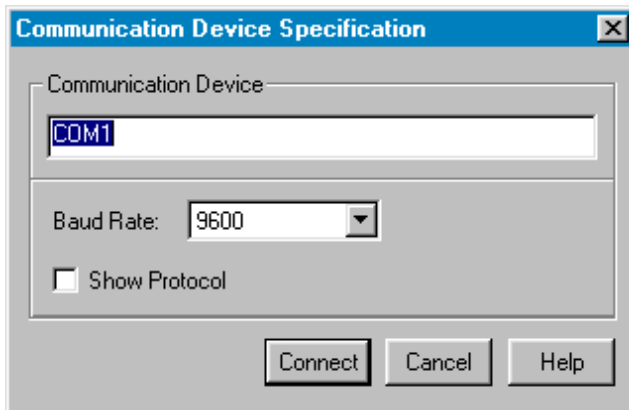 Communication Device Specification
Communication Device
COM1
Baud Rate: 9600
Show Protocol
Connect Cancel Help